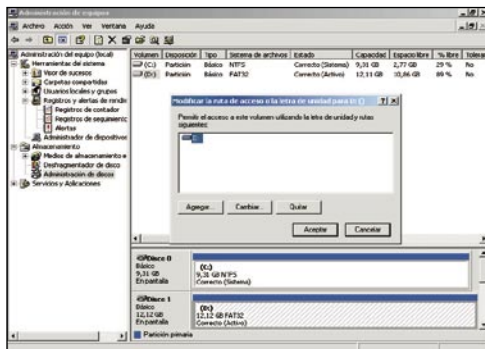 Administración de equipos
Archivo Acción Ver Ventana Ayuda
Administración del equipo (local)
Herramientas del sistema
Visor de sucesos
Carpetas compartidas
Usuarios locales y grupos
Registros y alertas de rendin
Registros de contador
Registros de seguimienc
Alertas
Administrador de dispositivos
Almacenamiento
Medios de almacenamiento e
Desfragmentador de disco
Administración de discos
Servicios y Aplicaciones
Volumen Disposición Tipo Sistema de archivos Estado Capacidad Espacio libre % libre Tolera
(C:) Partición Básico NTFS Correcto (Sistema) 9,31 GB 2,77 GB 29 % No
(D:) Partición Básico FAT32 Correcto (Activo) 12,11 GB 10,86 GB 89 % No
Modificar la ruta de acceso o la letra de unidad para
Permitir el acceso a este volumen utilizando la letra de unidad y rutas
siguientes:
Agregar... Cambiar... Quitar
Aceptar Cancelar
Disco 0
Básico
9,31 GB
En pantalla
(C:)
9,31 GB NTFS
Correcto (Sistema)
Disco 1
Básico
12,12 GB
En pantalla
(D:)
12,12 GB FAT32
Correcto (Activo)
Partición primaria